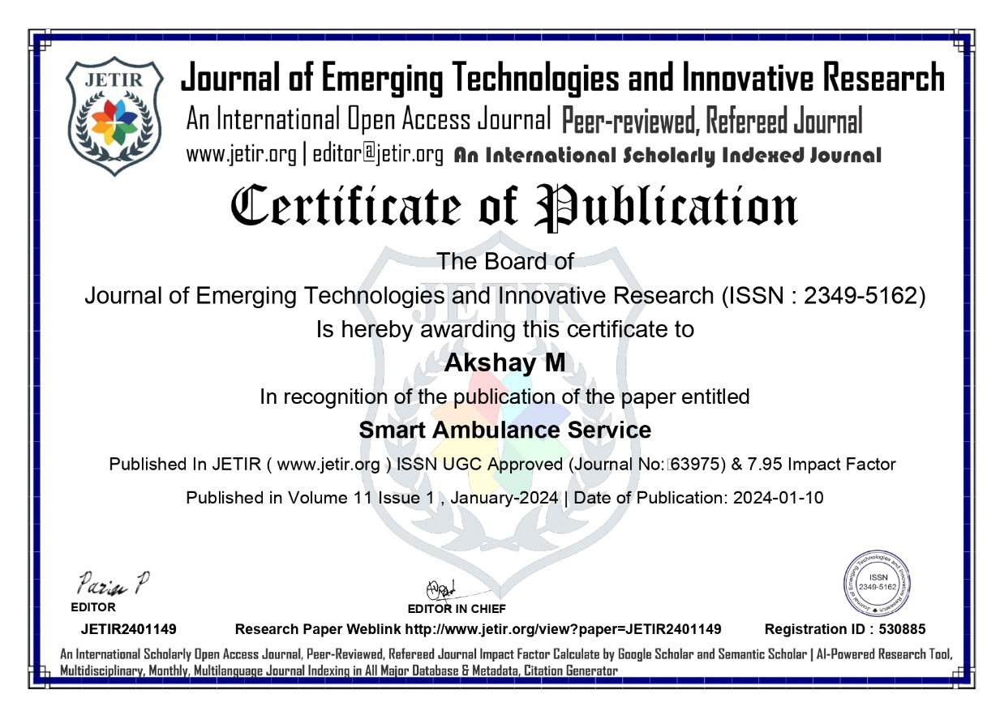 JETIR
Journal of Emerging Technologies and Innovative Research
An International Open Access Journal Peer-reviewed, Refereed Journal
www.jetir.org | editor@jetir.org An International Scholarly Indexed Journal
Certificate of Publication
The Board of
JETIR
Journal of Emerging Technologies and Innovative Research (ISSN : 2349-5162)
Is hereby awarding this certificate to
Akshay M
In recognition of the publication of the paper entitled
Smart Ambulance Service
Published In JETIR ( www.jetir.org ) ISSN UGC Approved (Journal No: 63975) & 7.95 Impact Factor
Published in Volume 11 Issue 1 , January-2024 | Date of Publication: 2024-01-10
EDITOR
EDITOR IN CHIEF
Journal of Emerging Technologies and Innovative Research
ISSN
2349-5162
JETIR2401149 Research Paper Weblink http://www.jetir.org/view?paper=JETIR2401149 Registration ID : 530885
An International Scholarly Open Access Journal, Peer-Reviewed, Refereed Journal Impact Factor Calculate by Google Scholar and Semantic Scholar | AI-Powered Research Tool,
Multidisciplinary, Monthly, Multilanguage Journal Indexing in All Major Database & Metadata, Citation Generator